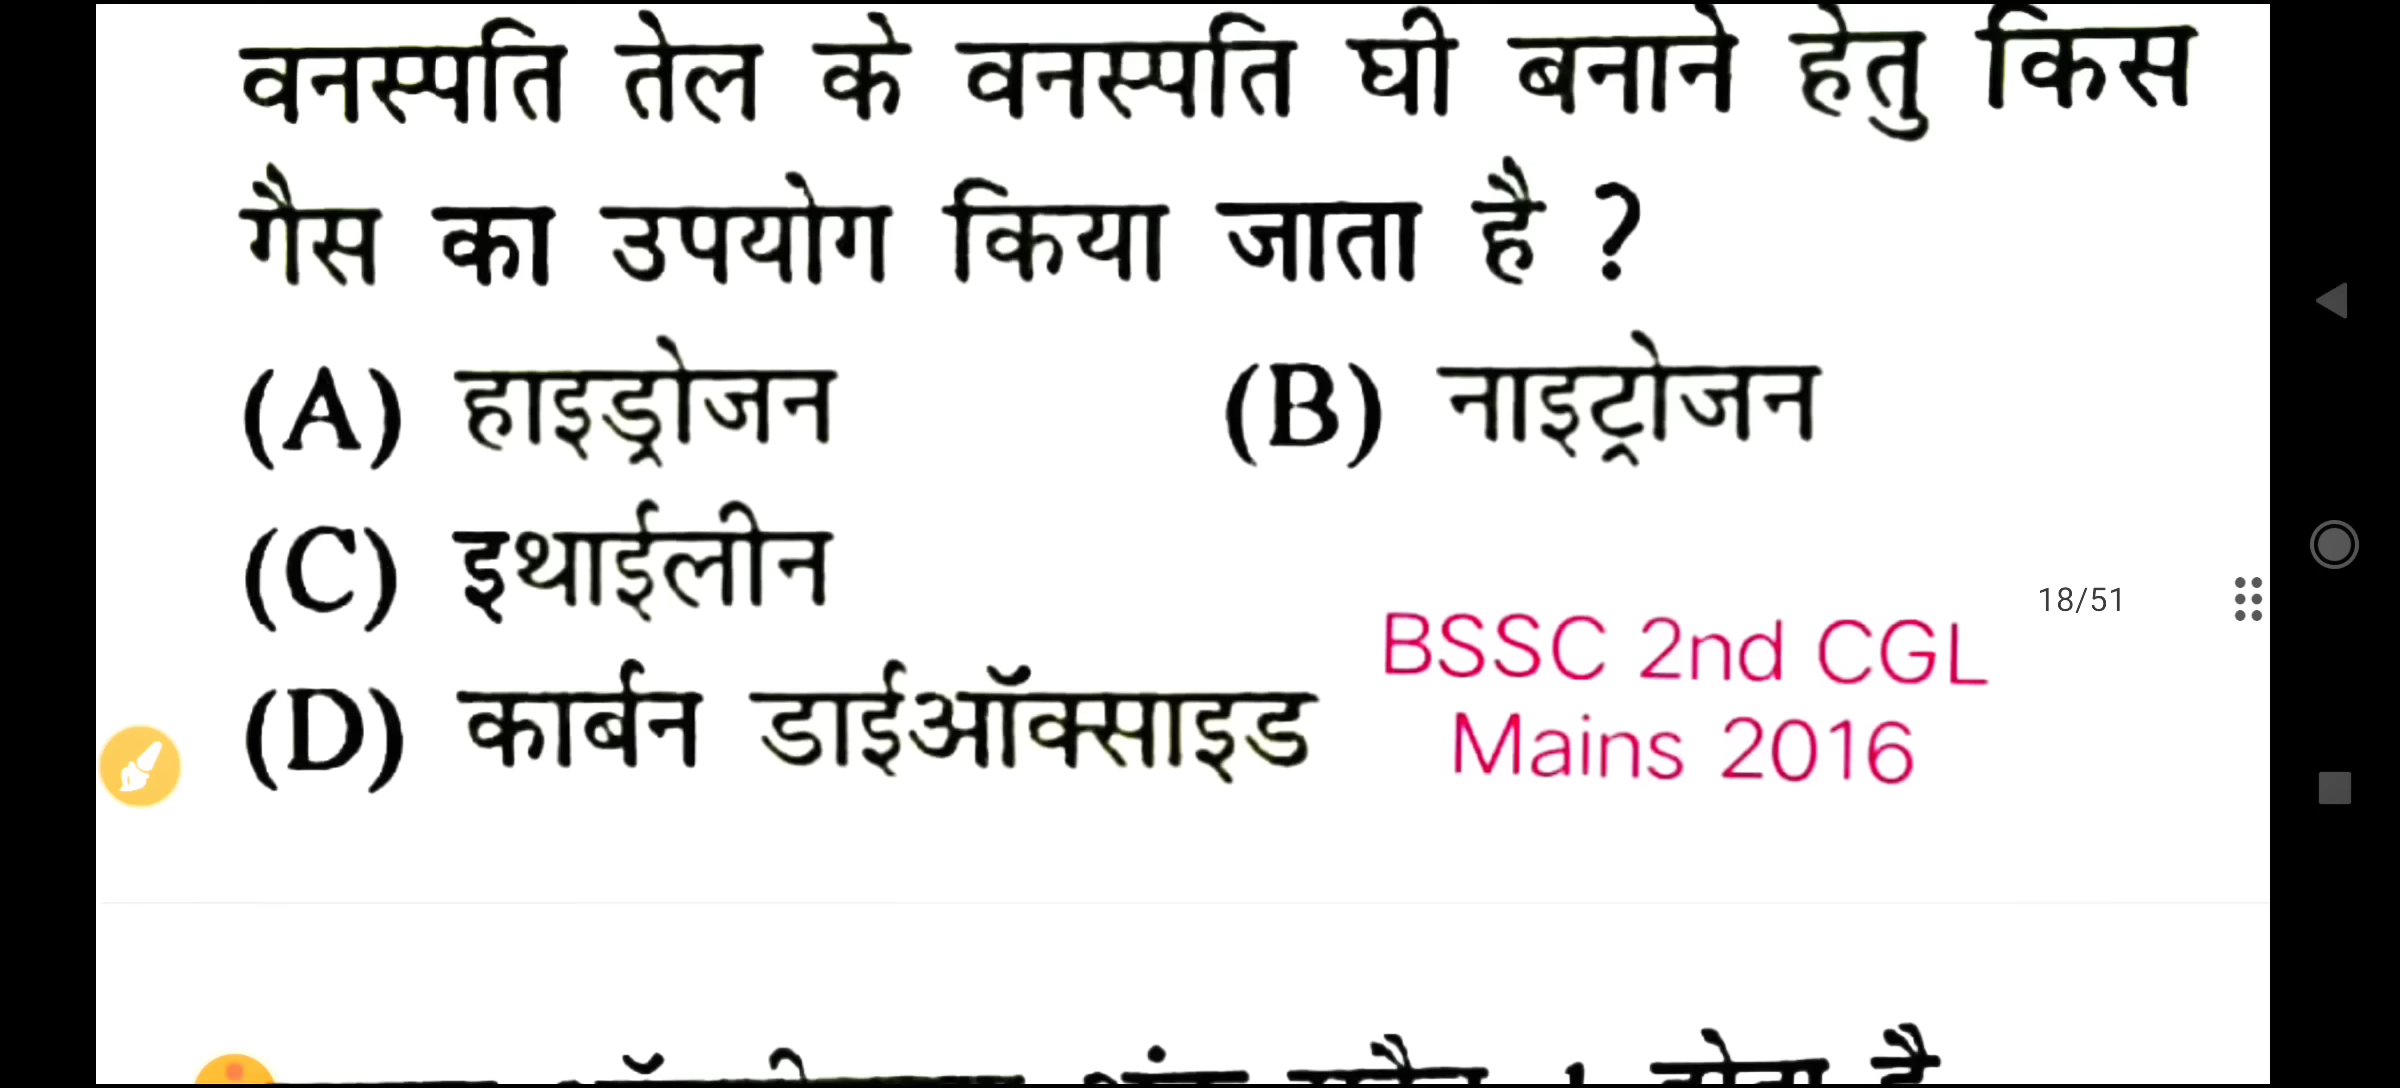 वनस्पति तेल के वनस्पति घी बनाने हेतु किस
गैस का उपयोग किया जाता है ?
(A) हाइड्रोजन (B) नाइट्रोजन
(C) इथाईलीन
(D) कार्बन डाईऑक्साइड
BSSC 2nd CGL
Mains 2016
18/51